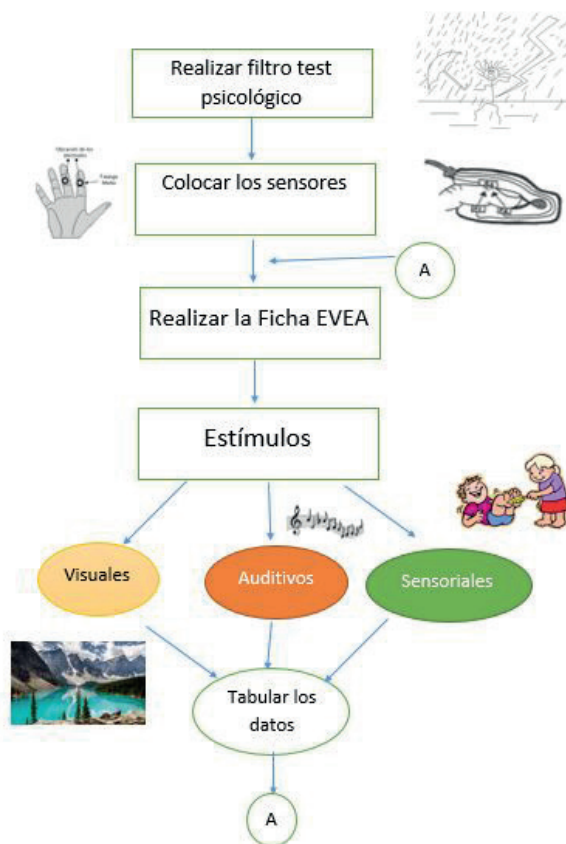 Realizar filtro test
psicológico
Colocar los sensores
A
Realizar la Ficha EVEA
Estímulos
Visuales
Auditivos
Sensoriales
Tabular los
datos
A